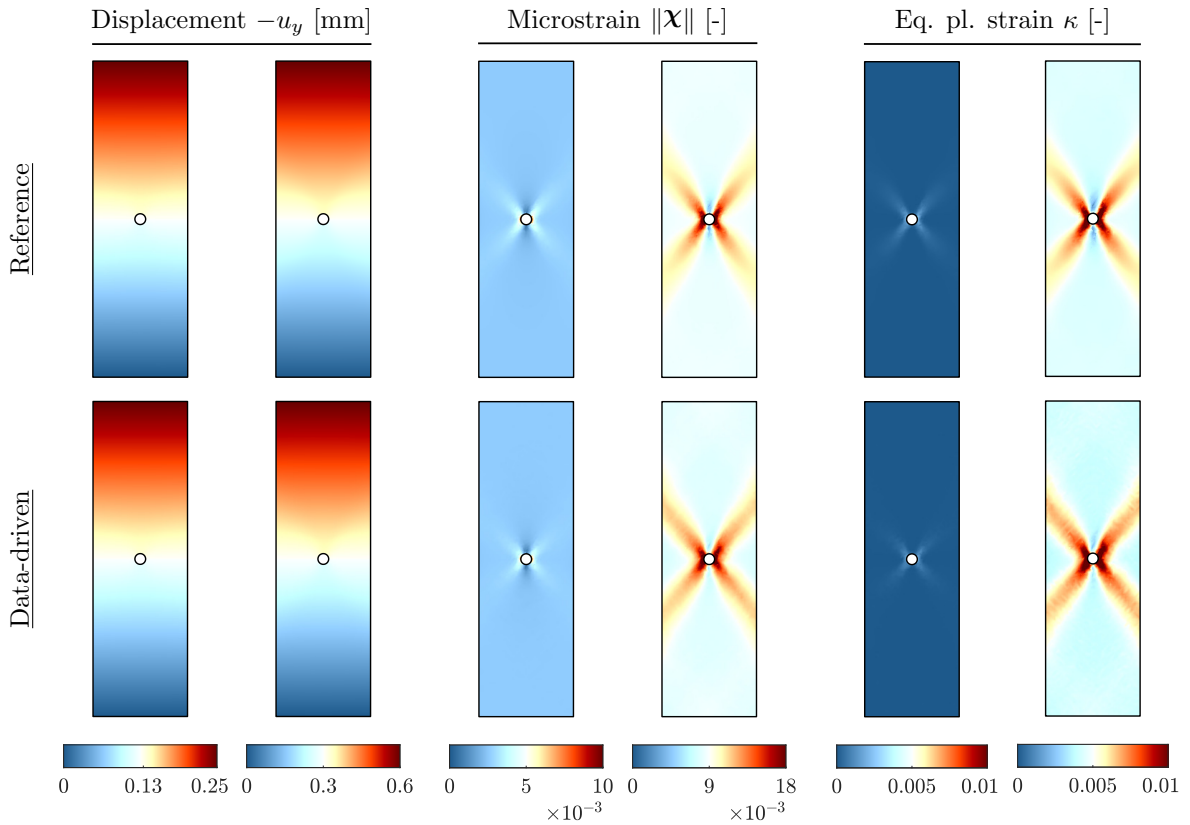 Displacement −u_y [mm]
Microstrain ‖χ‖ [-]
Eq. pl. strain κ [-]
Reference
Data-driven
0 0.13 0.25
0 0.3 0.6
0 5 10
×10⁻³
0 9 18
×10⁻³
0 0.005 0.01
0 0.005 0.01